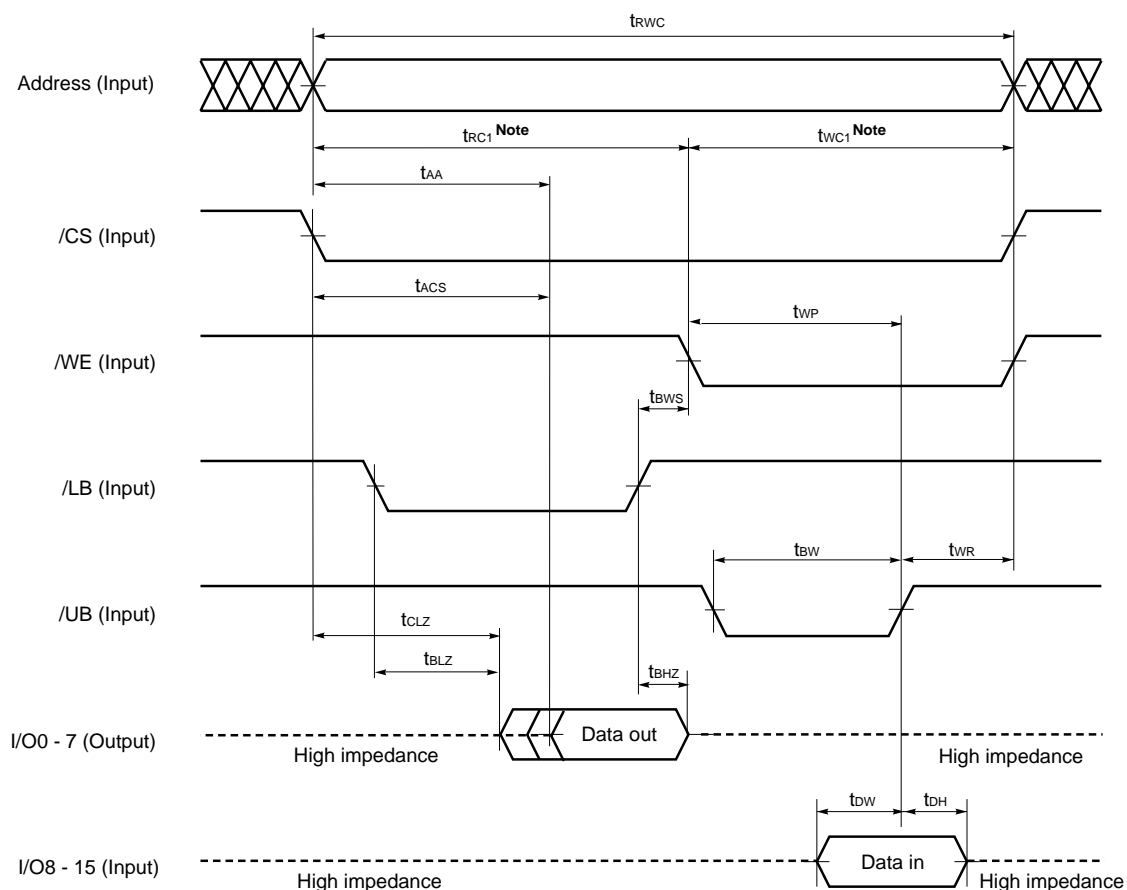 tRWC
Address (Input)
tRC1 Note
tWC1 Note
tAA
/CS (Input)
tACS
tWP
/WE (Input)
tBWS
/LB (Input)
tBW
tWR
/UB (Input)
tCLZ
tBLZ
tBHZ
I/O0 - 7 (Output)
Data out
High impedance
High impedance
tDW
tDH
I/O8 - 15 (Input)
Data in
High impedance
High impedance